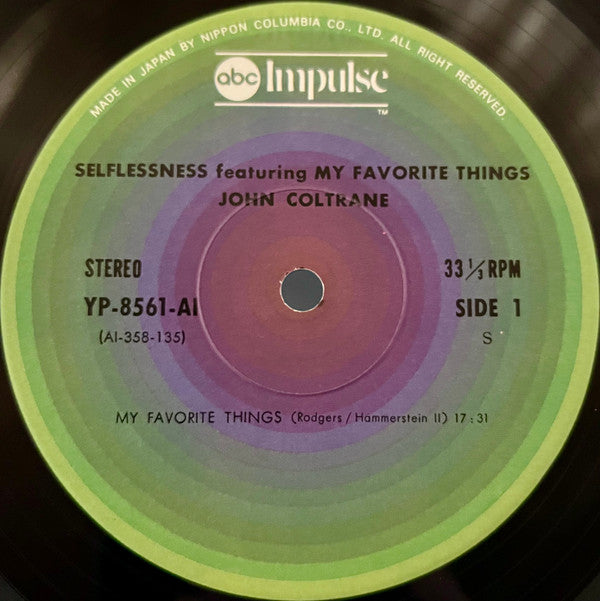 MADE IN JAPAN BY NIPPON COLUMBIA CO., LTD. ALL RIGHT RESERVED.
abc Impulse
TM
SELFLESSNESS featuring MY FAVORITE THINGS
JOHN COLTRANE
STEREO 33 1/3 RPM
YP-8561-AI SIDE 1
(AI-358-135) S
MY FAVORITE THINGS (Rodgers/Hammerstein II) 17:31